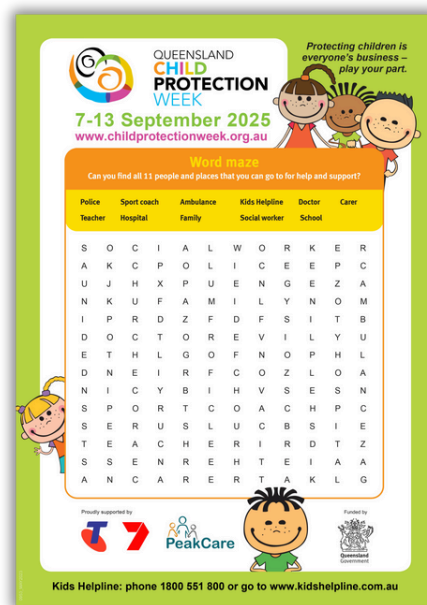 QUEENSLAND
CHILD
PROTECTION
WEEK
Protecting children is
everyone's business –
play your part.
7-13 September 2025
www.childprotectionweek.org.au
Word maze
Can you find all 11 people and places that you can go to for help and support?
Police Sport coach Ambulance Kids Helpline Doctor Carer
Teacher Hospital Family Social worker School
S O C I A L W O R K E R
A K C P O L I C E E P C
U J H X P U E N G E Z A
N K U F A M I L Y N O M
I P R D Z F D F S I T B
D O C T O R E V I L Y U
E T H L G O F N O P H L
D N E I R F C O Z L O A
N I C Y B I H V S E S N
S P O R T C O A C H P C
S E R U S L U C B S I E
T E A C H E R I R D T Z
S S E N R E H T E I A A
A N C A R E R T A K L G
Proudly supported by
7
PeakCare
Funded by
Queensland
Government
Kids Helpline: phone 1800 551 800 or go to www.kidshelpline.com.au